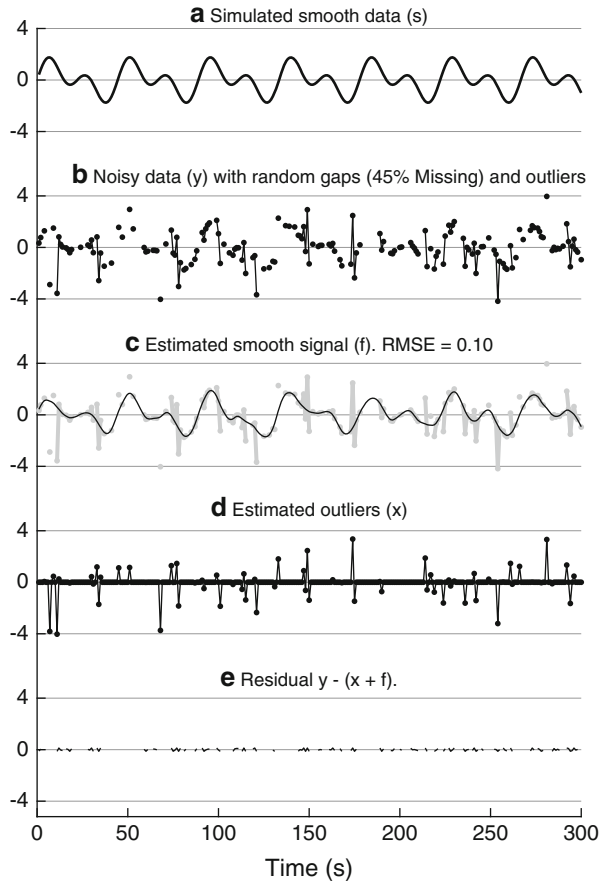 a Simulated smooth data (s)
4
0
-4
b Noisy data (y) with random gaps (45% Missing) and outliers
4
0
-4
c Estimated smooth signal (f). RMSE = 0.10
4
0
-4
d Estimated outliers (x)
4
0
-4
e Residual y - (x + f).
4
0
-4
0 50 100 150 200 250 300
Time (s)